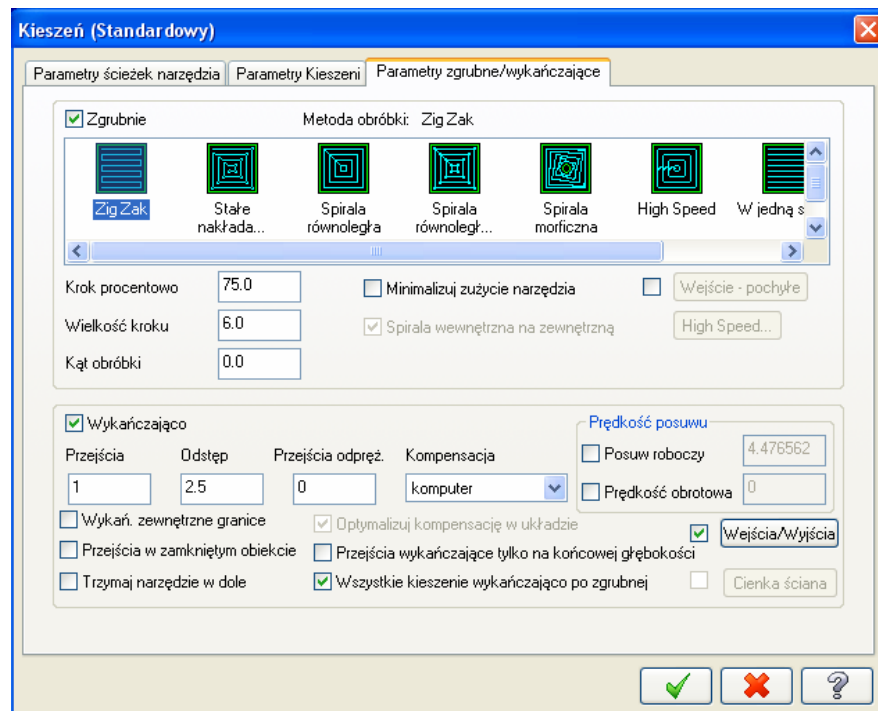 Kieszeń (Standardowy)
Parametry ścieżek narzędzia
Parametry Kieszeni
Parametry zgrubne/wykańczające
Zgrubnie
Metoda obróbki: Zig Zak
Zig Zak
Stałe nakłada...
Spirala równoległa
Spirala równoległ...
Spirala morficzna
High Speed
W jedną s
Krok procentowo 75.0
Minimalizuj zużycie narzędzia
Wejście - pochyłe
Wielkość kroku 6.0
Spirala wewnętrzna na zewnętrzną
High Speed...
Kąt obróbki 0.0
Wykańczająco
Prędkość posuwu
Przejścia
Odstęp
Przejścia odpręż.
Kompensacja
Posuw roboczy 4.476562
1
2.5
0
komputer
Prędkość obrotowa 0
Wykań. zewnętrzne granice
Optymalizuj kompensację w układzie
Wejścia/Wyjścia
Przejścia w zamkniętym obiekcie
Przejścia wykańczające tylko na końcowej głębokości
Trzymaj narzędzie w dole
Wszystkie kieszenie wykańczająco po zgrubnej
Cienka ściana